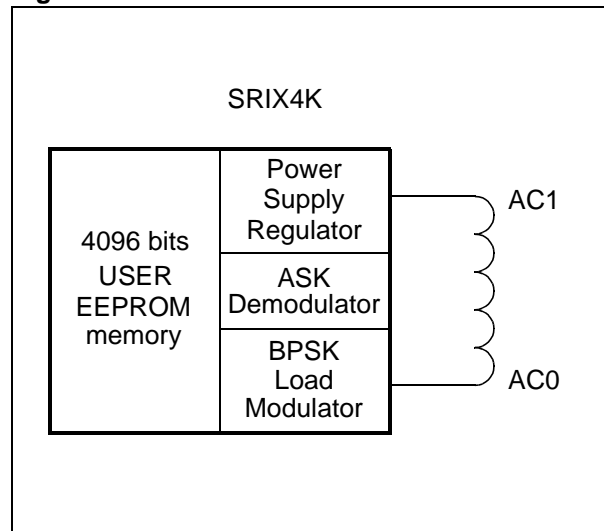 SRIX4K
4096 bits
USER
EEPROM
memory
Power
Supply
Regulator
ASK
Demodulator
BPSK
Load
Modulator
AC1
AC0